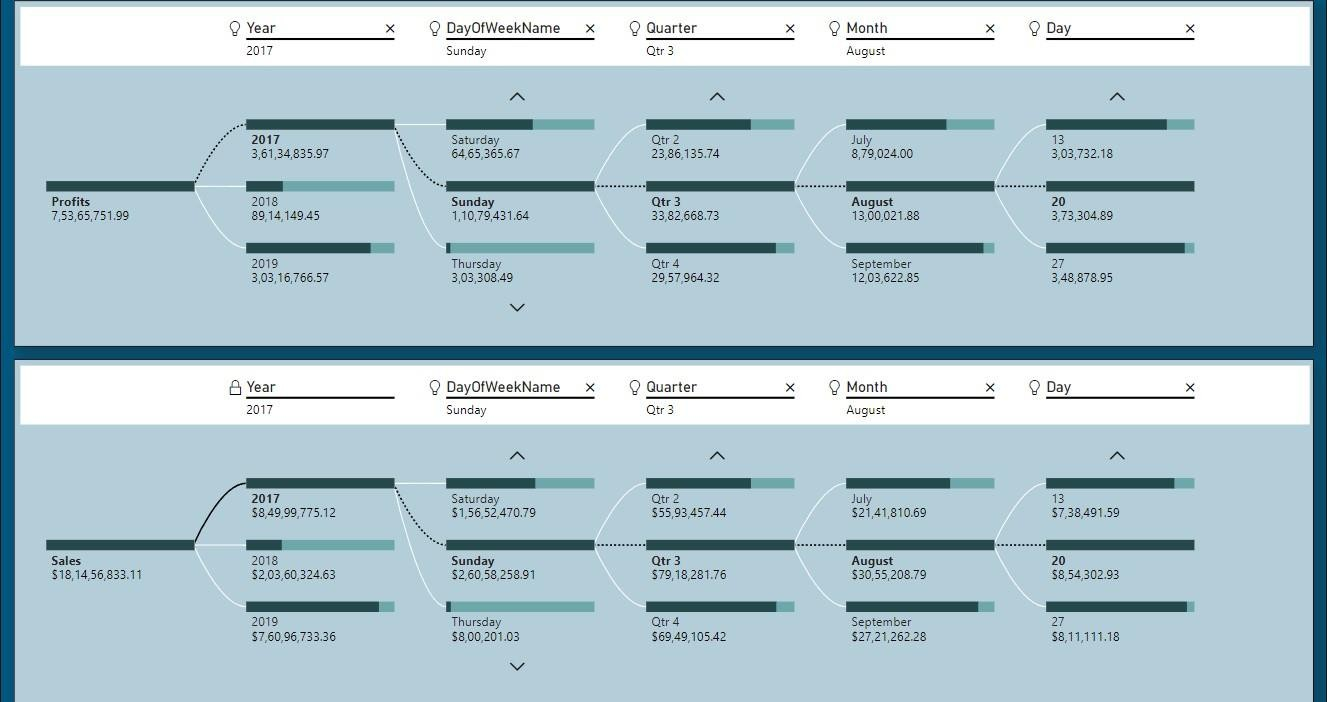 Year DayOfWeekName Quarter Month Day
2017 Sunday Qtr 3 August
Saturday Qtr 2 July 13
2017 64,65,365.67 23,86,135.74 8,79,024.00 3,03,732.18
3,61,34,835.97
Profits 2018 Sunday Qtr 3 August 20
7,53,65,751.99 89,14,149.45 1,10,79,431.64 33,82,668.73 13,00,021.88 3,73,304.89
2019 Thursday Qtr 4 September 27
3,03,16,766.57 3,03,308.49 29,57,964.32 12,03,622.85 3,48,878.95
Year DayOfWeekName Quarter Month Day
2017 Sunday Qtr 3 August
2017 Saturday Qtr 2 July 13
$8,49,99,775.12 $1,56,52,470.79 $55,93,457.44 $21,41,810.69 $7,38,491.59
Sales 2018 Sunday Qtr 3 August 20
$18,14,56,833.11 $2,03,60,324.63 $2,60,58,258.91 $79,18,281.76 $30,55,208.79 $8,54,302.93
2019 Thursday Qtr 4 September 27
$7,60,96,733.36 $8,00,201.03 $69,49,105.42 $27,21,262.28 $8,11,111.18